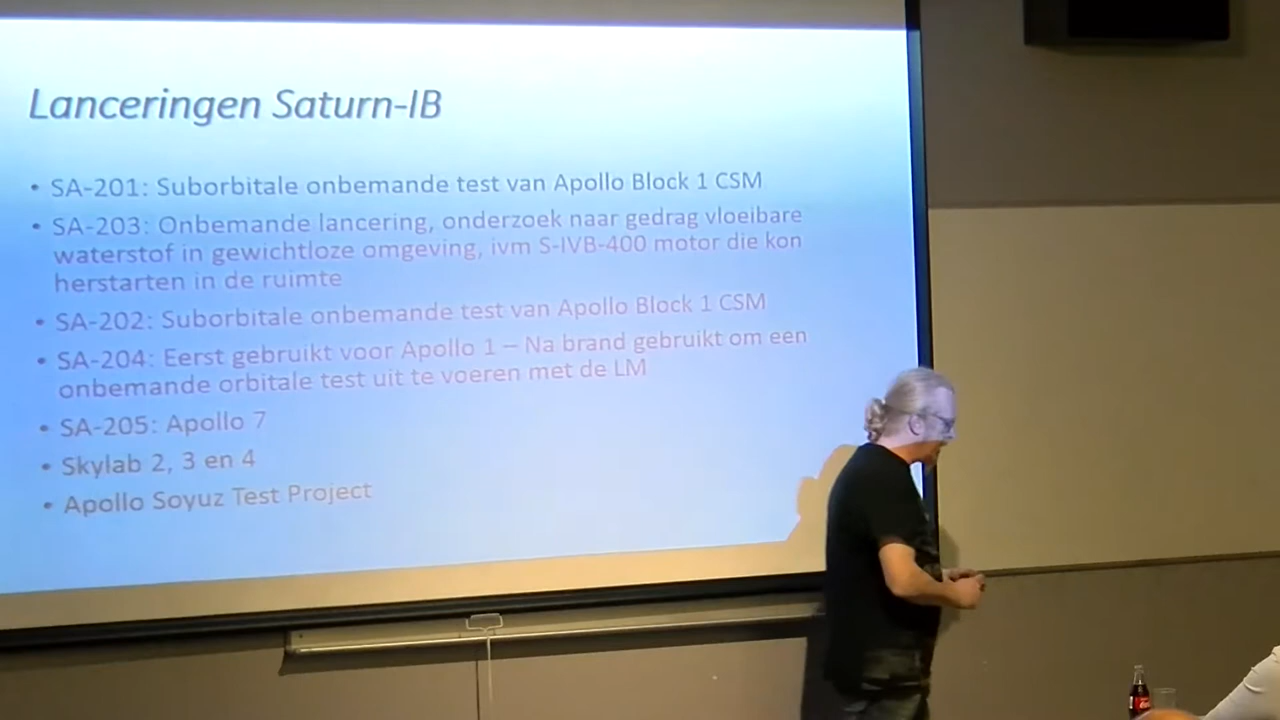 Lanceringen Saturn-IB
• SA-201: Suborbitale onbemande test van Apollo Block 1 CSM
• SA-203: Onbemande lancering, onderzoek naar gedrag vloeibare
waterstof in gewichtloze omgeving, ivm S-IVB-400 motor die kon
herstarten in de ruimte
• SA-202: Suborbitale onbemande test van Apollo Block 1 CSM
• SA-204: Eerst gebruikt voor Apollo 1 – Na brand gebruikt om een
onbemande orbitale test uit te voeren met de LM
• SA-205: Apollo 7
• Skylab 2, 3 en 4
• Apollo Soyuz Test Project